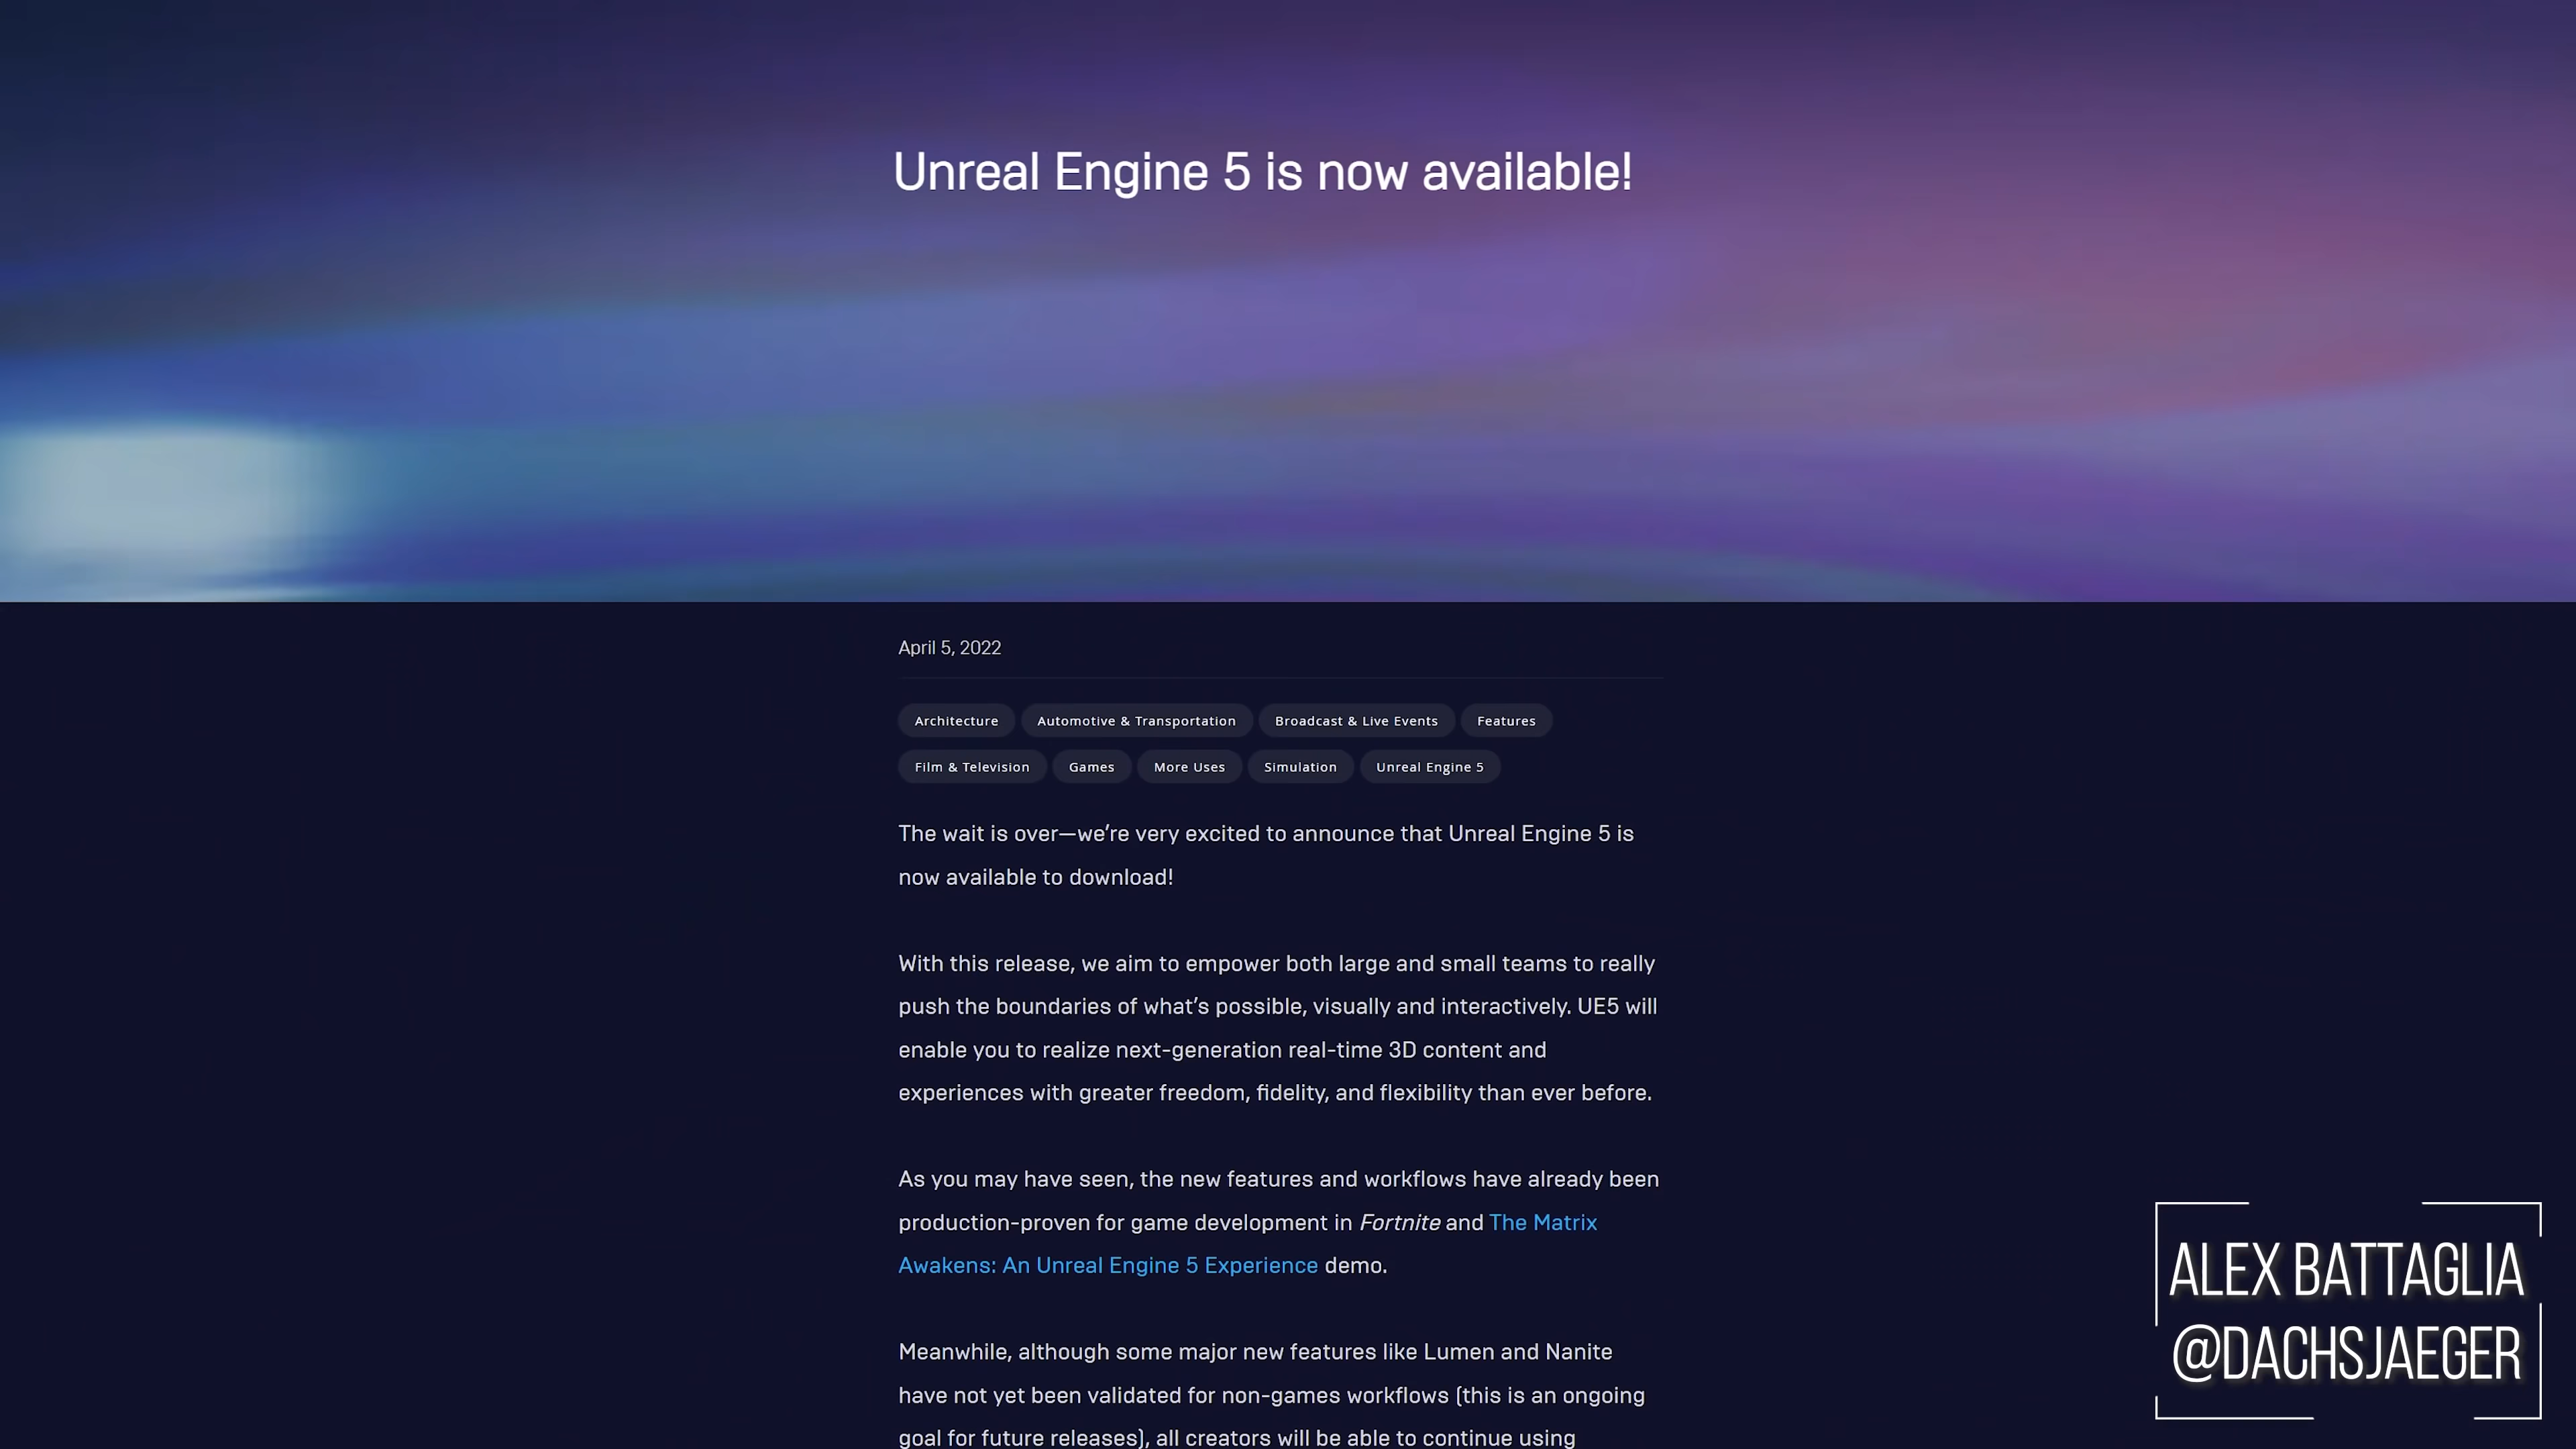 Unreal Engine 5 is now available!
April 5, 2022
Architecture Automotive & Transportation Broadcast & Live Events Features
Film & Television Games More Uses Simulation Unreal Engine 5
The wait is over—we’re very excited to announce that Unreal Engine 5 is
now available to download!
With this release, we aim to empower both large and small teams to really
push the boundaries of what’s possible, visually and interactively. UE5 will
enable you to realize next-generation real-time 3D content and
experiences with greater freedom, fidelity, and flexibility than ever before.
As you may have seen, the new features and workflows have already been
production-proven for game development in Fortnite and The Matrix
Awakens: An Unreal Engine 5 Experience demo.
Meanwhile, although some major new features like Lumen and Nanite
have not yet been validated for non-games workflows (this is an ongoing
goal for future releases), all creators will be able to continue using
ALEX BATTAGLIA
@DACHSJAEGER